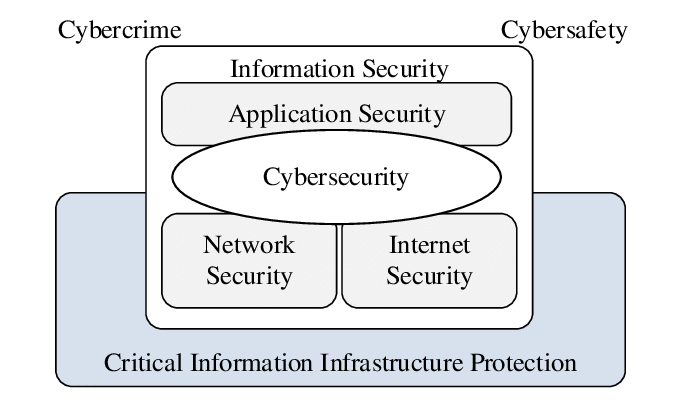 Cybercrime
Cybersafety
Information Security
Application Security
Cybersecurity
Network
Security
Internet
Security
Critical Information Infrastructure Protection